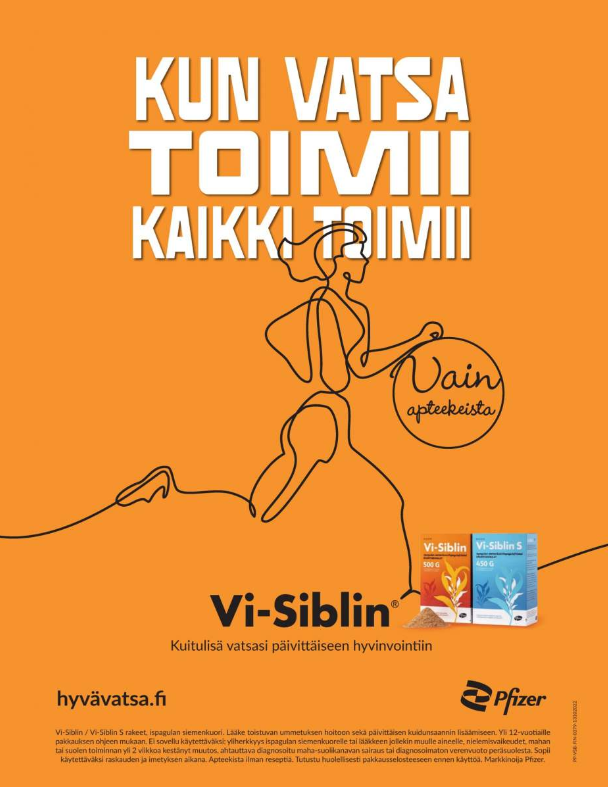 KUN VATSA
TOIMII
KAIKKI TOIMII
Vain
apteekeista
Vi-Siblin
500 G
Vi-Siblin S
450 G
Vi-Siblin®
Kuitulisä vatsasi päivittäiseen hyvinvointiin
hyvävatsa.fi
Pfizer
Vi-Siblin / Vi-Siblin S rakeet, ispagulan siemenkuori. Lääke toistuvan ummetuksen hoitoon sekä päivittäisen kuidunsaannin lisäämiseen. Yli 12-vuotiaille
pakkauksen ohjeen mukaan. Ei sovellu käytettäväksi: yliherkkyys ispagulan siemenkuorelle tai lääkkeen jollekin muulle aineelle, nielemisvaikeudet, mahan
tai suolen toiminnan yli 2 viikkoa kestänyt muutos, ahtauttava diagnosoitu maha-suolikanavan sairaus tai diagnosoimaton verenvuoto peräsuolesta. Sopii
käytettäväksi raskauden ja imetyksen aikana. Apteekista ilman reseptiä. Tutustu huolellisesti pakkausselosteeseen ennen käyttöä. Markkinoija Pfizer.